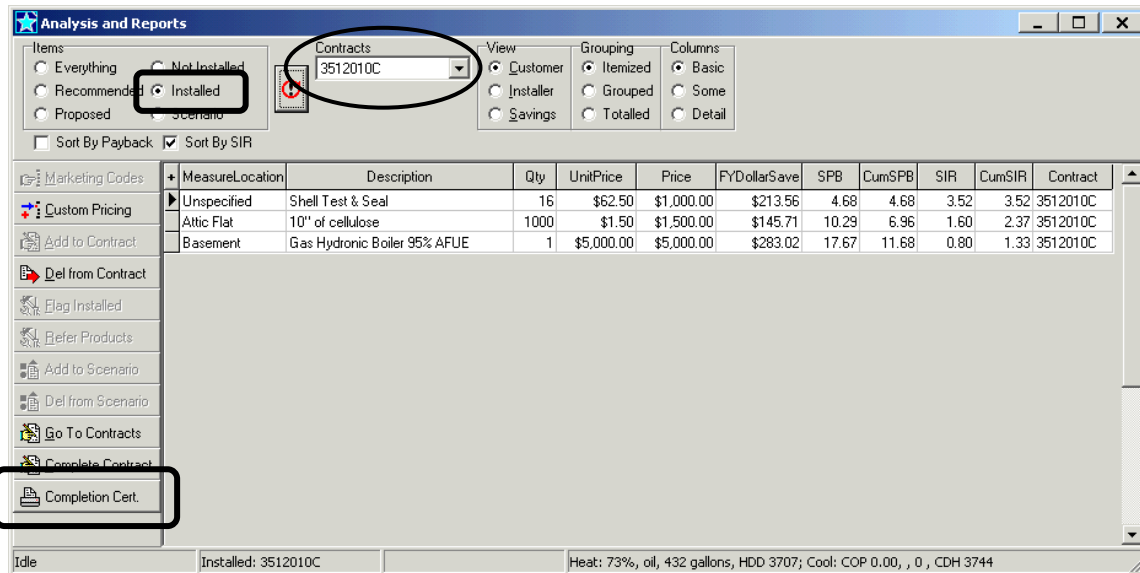 Analysis and Reports
Items Contracts View Grouping Columns
Everything Not Installed 3512010C Customer Itemized Basic
Recommended Installed Installer Grouped Some
Proposed Scenario Savings Totalled Detail
Sort By Payback Sort By SIR
Marketing Codes
Custom Pricing
Add to Contract
Del from Contract
Flag Installed
Refer Products
Add to Scenario
Del from Scenario
Go To Contracts
Complete Contract
Completion Cert.
+ MeasureLocation Description Qty UnitPrice Price FYDollarSave SPB CumSPB SIR CumSIR Contract
Unspecified Shell Test & Seal 16 $62.50 $1,000.00 $213.56 4.68 4.68 3.52 3.52 3512010C
Attic Flat 10" of cellulose 1000 $1.50 $1,500.00 $145.71 10.29 6.96 1.60 2.37 3512010C
Basement Gas Hydronic Boiler 95% AFUE 1 $5,000.00 $5,000.00 $283.02 17.67 11.68 0.80 1.33 3512010C
Idle Installed: 3512010C Heat: 73%, oil, 432 gallons, HDD 3707; Cool: COP 0.00, , 0 , CDH 3744